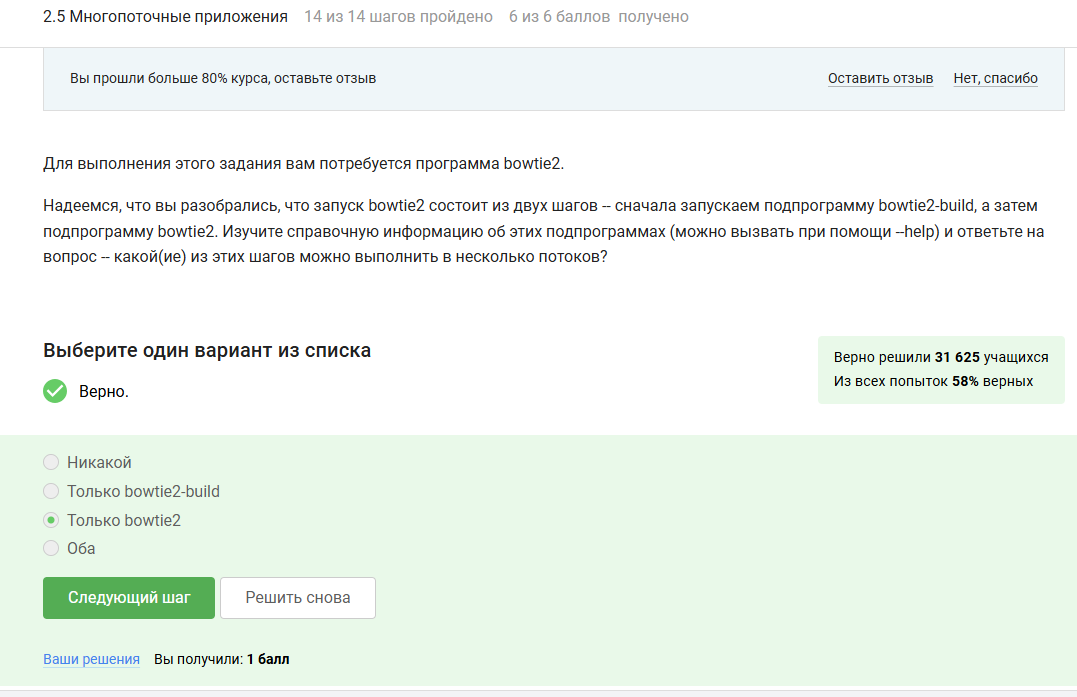 2.5 Многопоточные приложения 14 из 14 шагов пройдено 6 из 6 баллов получено
Вы прошли больше 80% курса, оставьте отзыв Оставить отзыв Нет, спасибо
Для выполнения этого задания вам потребуется программа bowtie2.
Надеемся, что вы разобрались, что запуск bowtie2 состоит из двух шагов -- сначала запускаем подпрограмму bowtie2-build, а затем
подпрограмму bowtie2. Изучите справочную информацию об этих подпрограммах (можно вызвать при помощи --help) и ответьте на
вопрос -- какой(ие) из этих шагов можно выполнить в несколько потоков?
Выберите один вариант из списка
Верно решили 31 625 учащихся
Из всех попыток 58% верных
Верно.
Никакой
Только bowtie2-build
Только bowtie2
Оба
Следующий шаг Решить снова
Ваши решения Вы получили: 1 балл